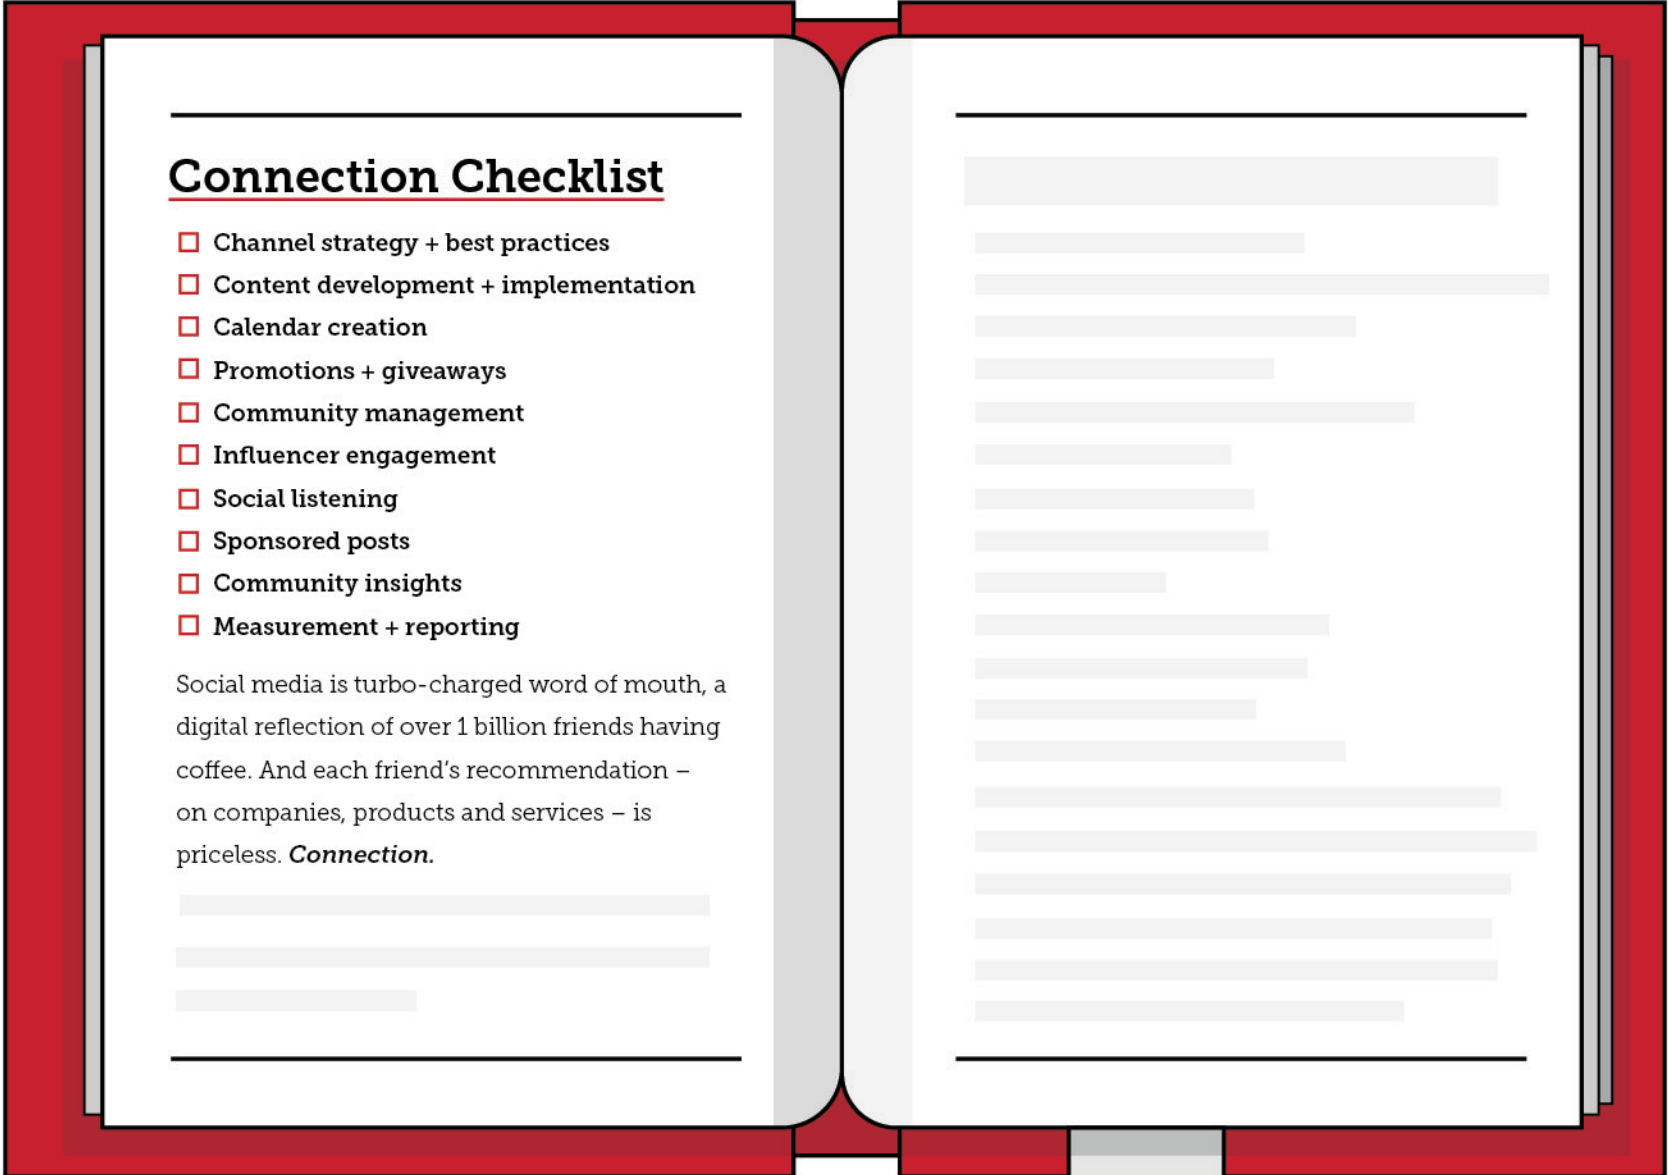 Connection Checklist
Channel strategy + best practices
Content development + implementation
Calendar creation
Promotions + giveaways
Community management
Influencer engagement
Social listening
Sponsored posts
Community insights
Measurement + reporting
Social media is turbo-charged word of mouth, a
digital reflection of over 1 billion friends having
coffee. And each friend’s recommendation –
on companies, products and services – is
priceless. Connection.